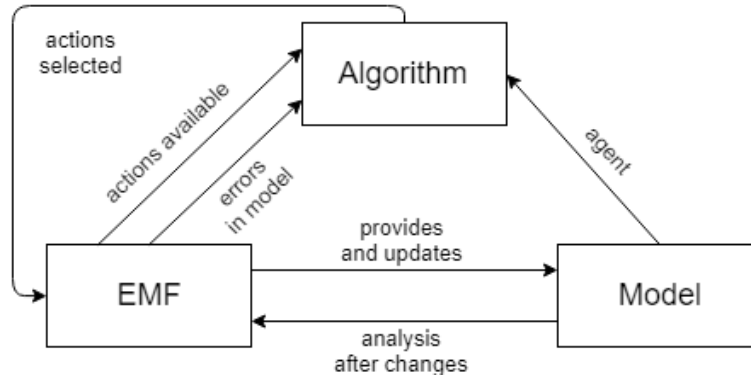 actions
selected
Algorithm
actions available
errors
in model
agent
provides
and updates
EMF
Model
analysis
after changes